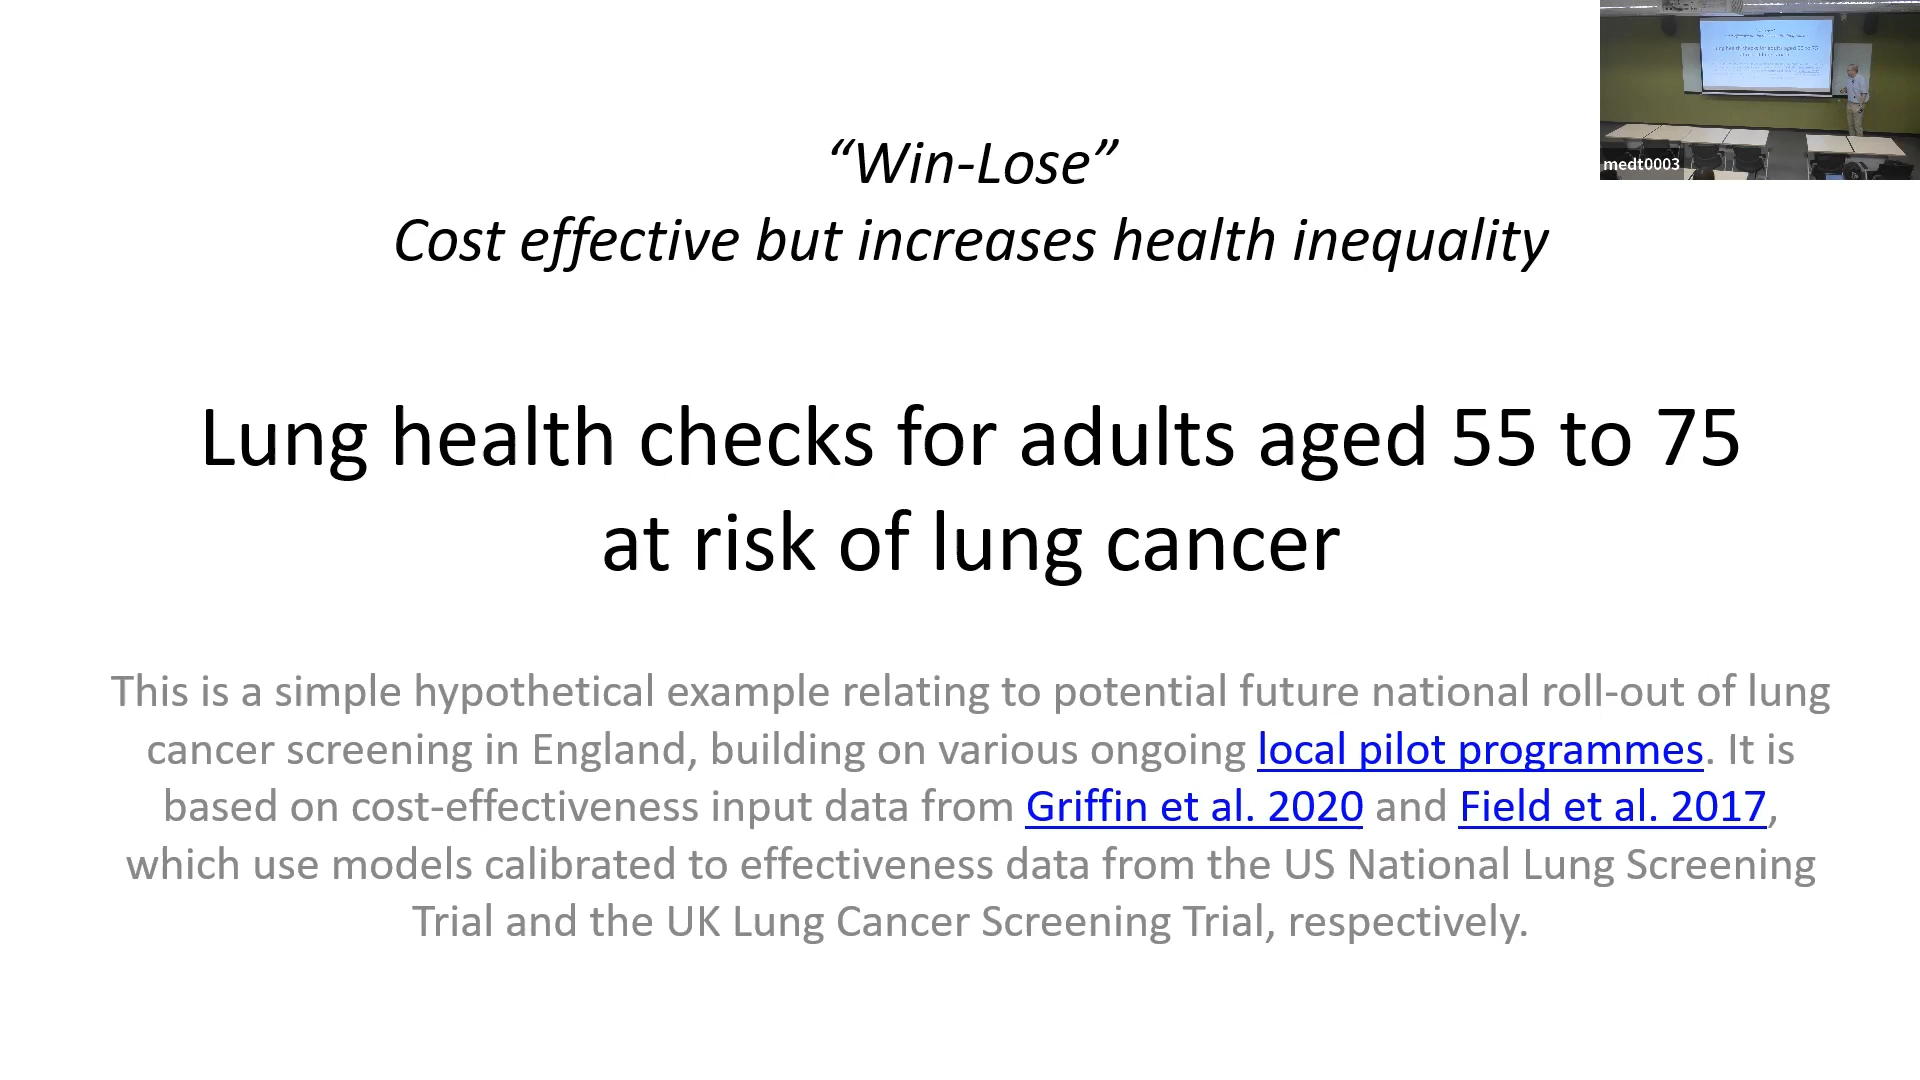 “Win-Lose”
Cost effective but increases health inequality
Lung health checks for adults aged 55 to 75
at risk of lung cancer
This is a simple hypothetical example relating to potential future national roll-out of lung
cancer screening in England, building on various ongoing local pilot programmes. It is
based on cost-effectiveness input data from Griffin et al. 2020 and Field et al. 2017,
which use models calibrated to effectiveness data from the US National Lung Screening
Trial and the UK Lung Cancer Screening Trial, respectively.
medt0003